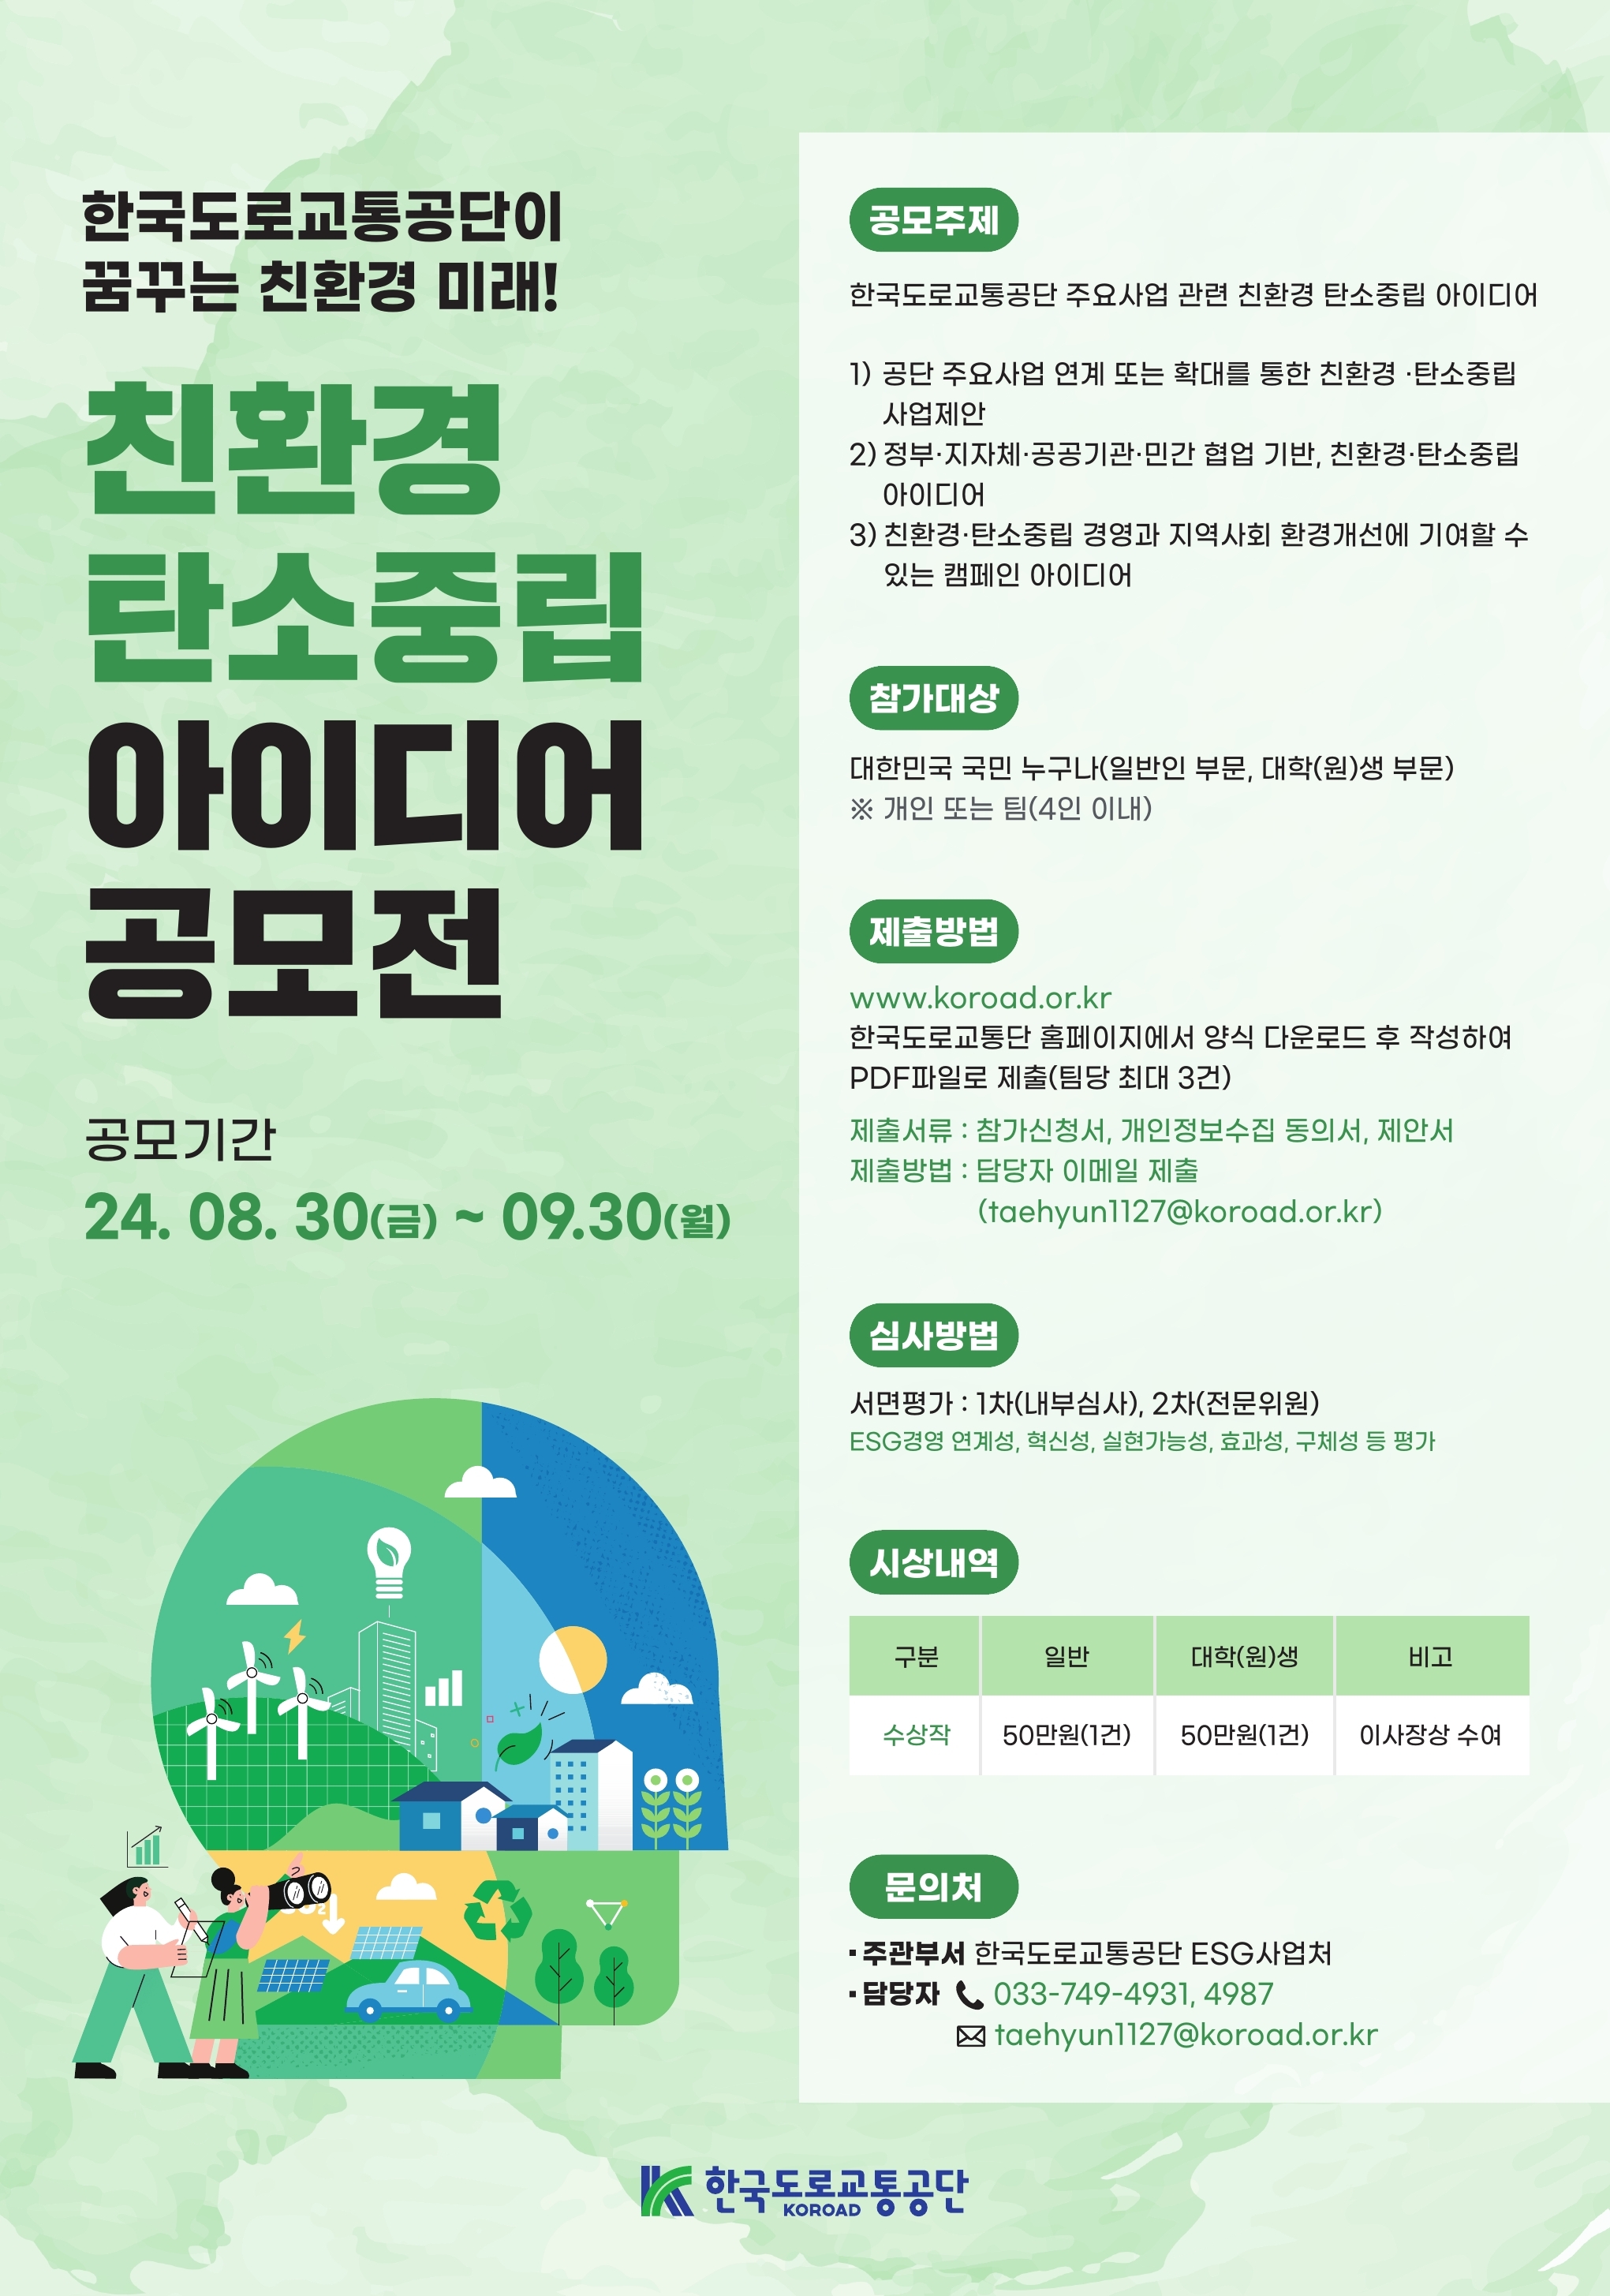 한국도로교통공단이
꿈꾸는 친환경 미래!
친환경
탄소중립
아이디어
공모전
공모기간
24. 08. 30(금) ~ 09.30(월)
공모주제
한국도로교통공단 주요사업 관련 친환경 탄소중립 아이디어
1) 공단 주요사업 연계 또는 확대를 통한 친환경 ·탄소중립
사업제안
2) 정부·지자체·공공기관·민간 협업 기반, 친환경·탄소중립
아이디어
3) 친환경·탄소중립 경영과 지역사회 환경개선에 기여할 수
있는 캠페인 아이디어
참가대상
대한민국 국민 누구나(일반인 부문, 대학(원)생 부문)
※ 개인 또는 팀(4인 이내)
제출방법
www.koroad.or.kr
한국도로교통단 홈페이지에서 양식 다운로드 후 작성하여
PDF파일로 제출(팀당 최대 3건)
제출서류 : 참가신청서, 개인정보수집 동의서, 제안서
제출방법 : 담당자 이메일 제출
(taehyun1127@koroad.or.kr)
심사방법
서면평가 : 1차(내부심사), 2차(전문위원)
ESG경영 연계성, 혁신성, 실현가능성, 효과성, 구체성 등 평가
시상내역
구분 일반 대학(원)생 비고
수상작 50만원(1건) 50만원(1건) 이사장상 수여
문의처
▪ 주관부서 한국도로교통공단 ESG사업처
▪ 담당자 033-749-4931, 4987
taehyun1127@koroad.or.kr
한국도로교통공단
KOROAD